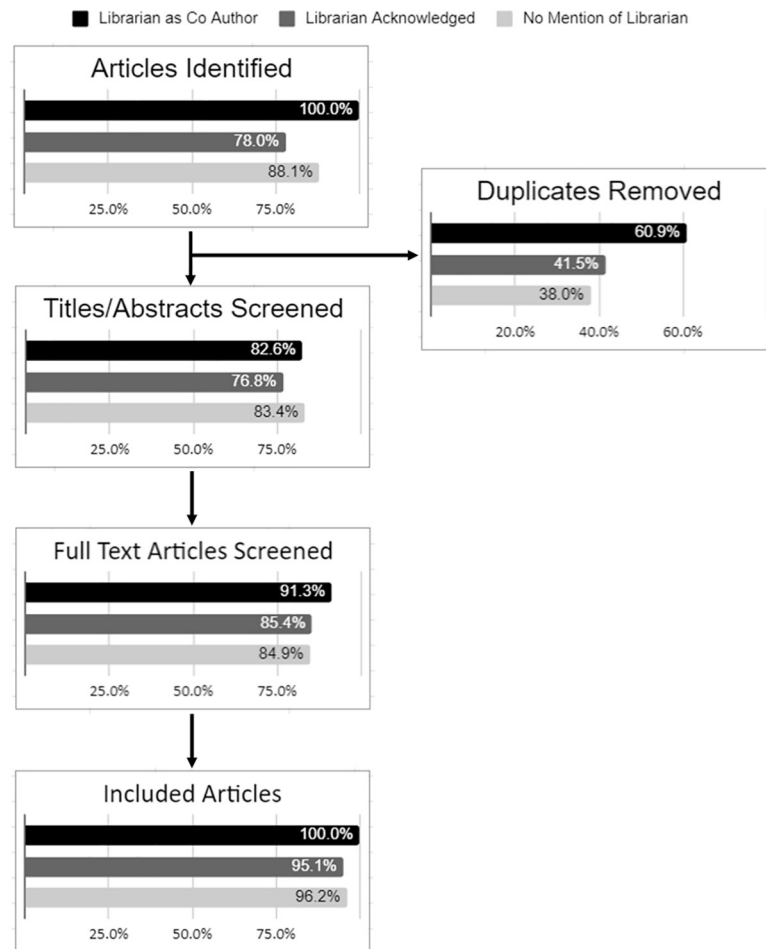 Librarian as Co Author Librarian Acknowledged No Mention of Librarian
Articles Identified
100.0%
78.0%
88.1%
25.0% 50.0% 75.0%
Duplicates Removed
60.9%
41.5%
38.0%
20.0% 40.0% 60.0%
Titles/Abstracts Screened
82.6%
76.8%
83.4%
25.0% 50.0% 75.0%
Full Text Articles Screened
91.3%
85.4%
84.9%
25.0% 50.0% 75.0%
Included Articles
100.0%
95.1%
96.2%
25.0% 50.0% 75.0%